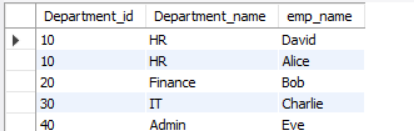 Department_id Department_name emp_name
10 HR David
10 HR Alice
20 Finance Bob
30 IT Charlie
40 Admin Eve